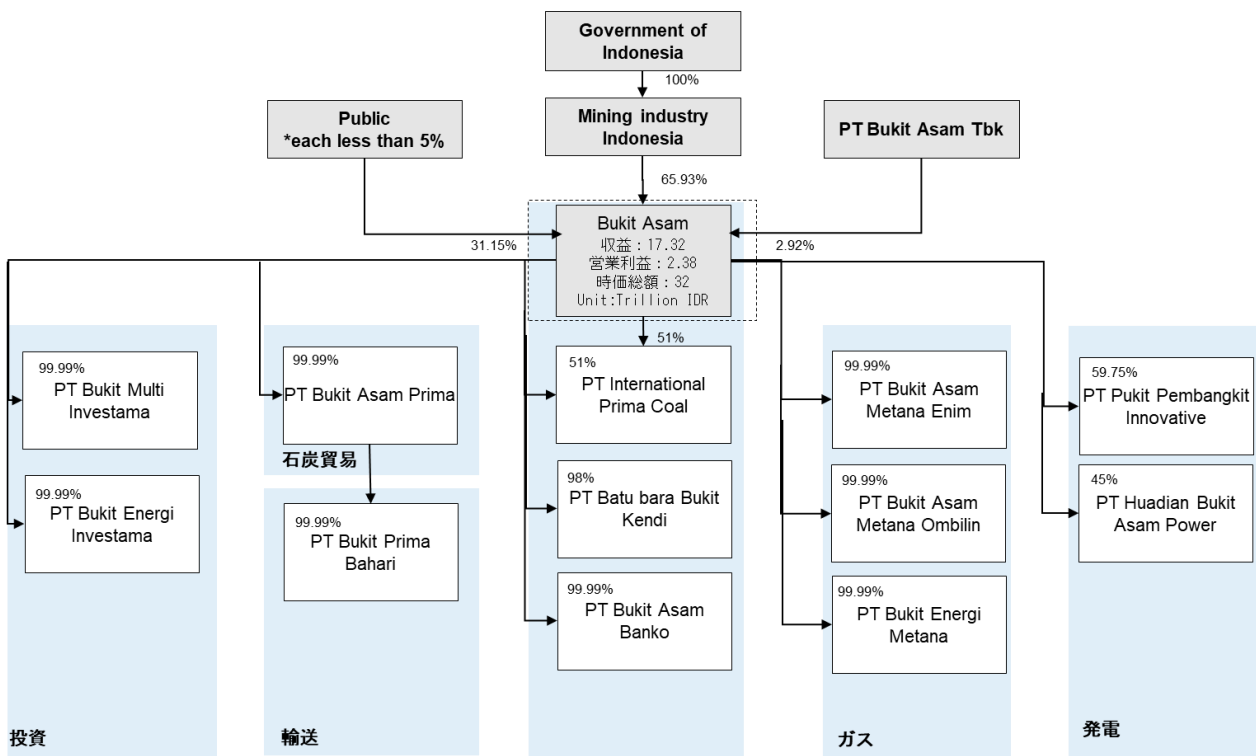 Government of
Indonesia
100%
Public
*each less than 5%
Mining industry
Indonesia
PT Bukit Asam Tbk
65.93%
Bukit Asam
収益：17.32
営業利益：2.38
時価総額：32
Unit:Trillion IDR
31.15%
2.92%
51%
99.99%
PT Bukit Multi
Investama
99.99%
PT Bukit Energi
Investama
投資
99.99%
PT Bukit Asam Prima
石炭貿易
99.99%
PT Bukit Prima
Bahari
輸送
51%
PT International
Prima Coal
98%
PT Batu bara Bukit
Kendi
99.99%
PT Bukit Asam
Banko
99.99%
PT Bukit Asam
Metana Enim
99.99%
PT Bukit Asam
Metana Ombilin
99.99%
PT Bukit Energi
Metana
ガス
59.75%
PT Pukit Pembangkit
Innovative
45%
PT Huadian Bukit
Asam Power
発電